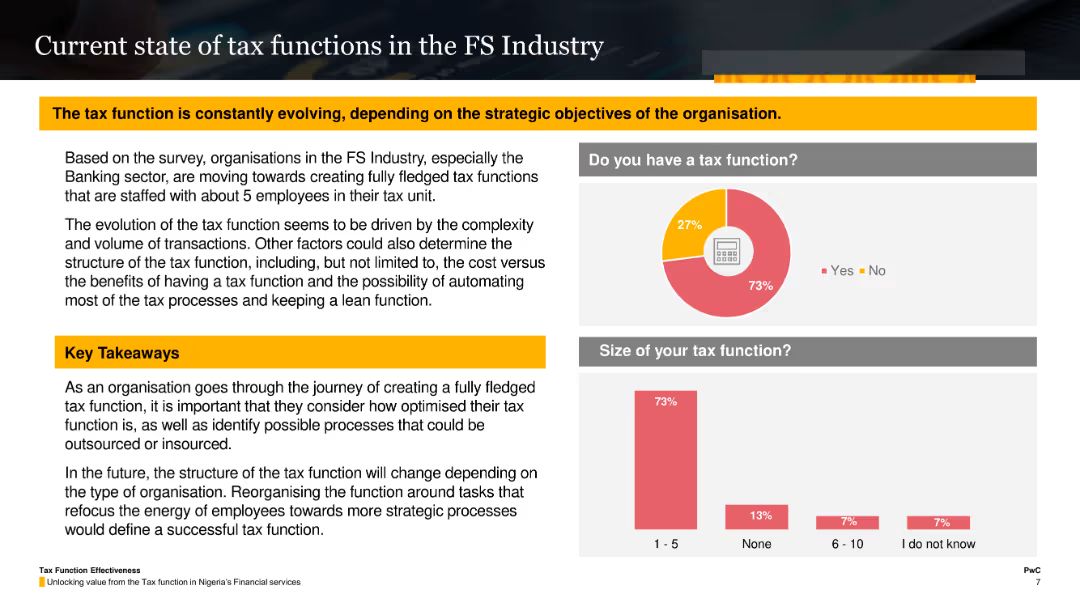 Current state of tax functions in the FS Industry
The tax function is constantly evolving, depending on the strategic objectives of the organisation.
Based on the survey, organisations in the FS Industry, especially the
Banking sector, are moving towards creating fully fledged tax functions
that are staffed with about 5 employees in their tax unit.
The evolution of the tax function seems to be driven by the complexity
and volume of transactions. Other factors could also determine the
structure of the tax function, including, but not limited to, the cost versus
the benefits of having a tax function and the possibility of automating
most of the tax processes and keeping a lean function.
Key Takeaways
As an organisation goes through the journey of creating a fully fledged
tax function, it is important that they consider how optimised their tax
function is, as well as identify possible processes that could be
outsourced or insourced.
In the future, the structure of the tax function will change depending on
the type of organisation. Reorganising the function around tasks that
refocus the energy of employees towards more strategic processes
would define a successful tax function.
Do you have a tax function?
27%
73%
Yes No
Size of your tax function?
73%
13%
7%
7%
1 - 5 None 6 - 10 I do not know
Tax Function Effectiveness
Unlocking value from the Tax function in Nigeria's Financial services
PwC
7